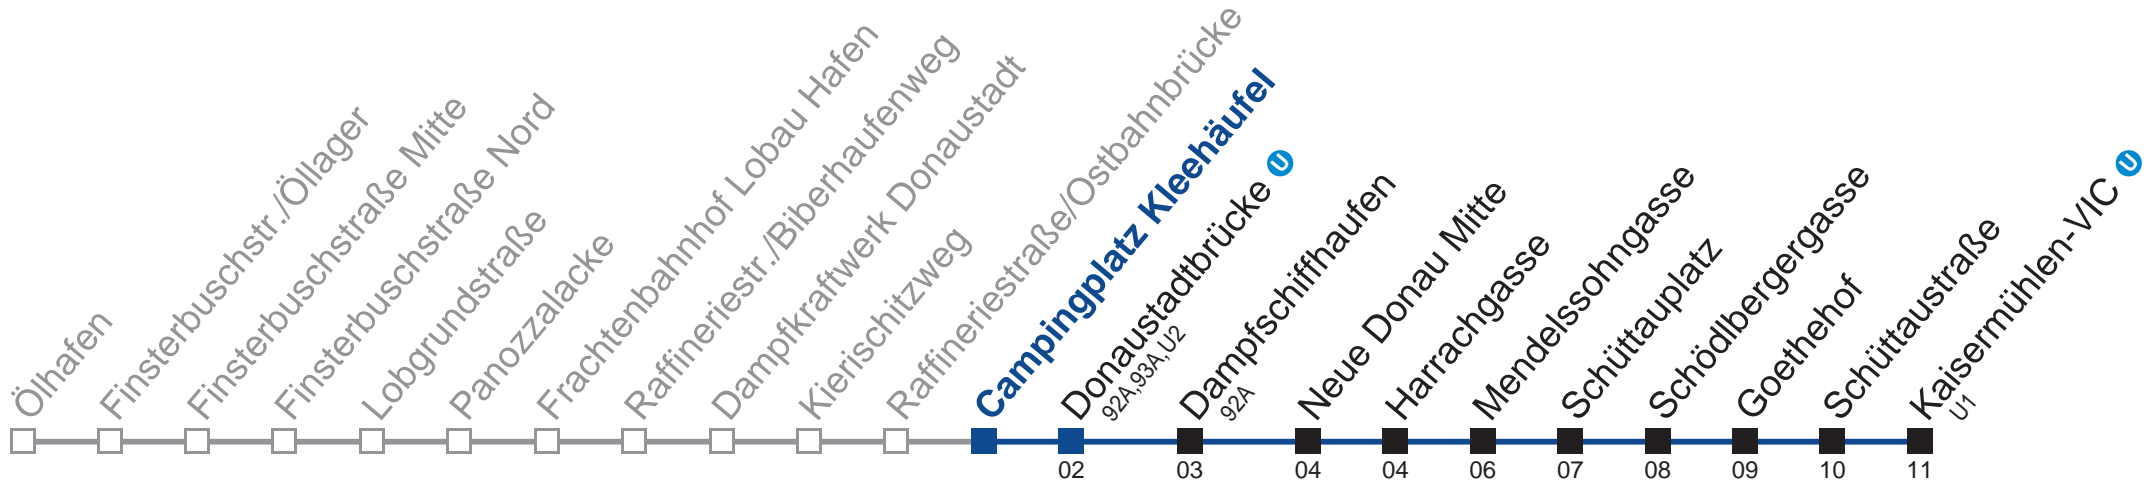 Ölhafen
Finsterbuschstr./Öllager
Finsterbuschstraße Mitte
Finsterbuschstraße Nord
Lobgrundstraße
Panozzalacke
Frachtenbahnhof Lobau Hafen
Raffineriestr./Biberhaufenweg
Dampfkraftwerk Donaustadt
Kierischitzweg
Raffineriestraße/Ostbahnbrücke
Campingplatz Kleehäufel
Donaustadtbrücke U
92A,93A,U2
02
Dampfschiffhaufen
92A
03
Neue Donau Mitte
04
Harrachgasse
04
Mendelssohngasse
06
Schüttauplatz
07
Schödlbergergasse
08
Goethehof
09
Schüttaustraße
10
Kaisermühlen-VIC U
U1
11